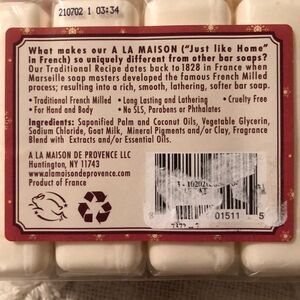 210702 1 03:34
What makes our A LA MAISON ("Just like Home"
in French) so uniquely different from other bar soaps?
Our Traditional Recipe dates back to 1828 in France when
Marseille soap masters developed the famous French Milled
process; resulting into a rich, smooth, lathering, softer bar soap.
• Traditional French Milled • Long Lasting and Lathering • Cruelty Free
• For Hand and Body • No SLS, Parabens or Phthalates
Ingredients: Saponified Palm and Coconut Oils, Vegetable Glycerin,
Sodium Chloride, Goat Milk, Mineral Pigments and/or Clay, Fragrance
Blend with Extracts and/or Essential Oils.
A LA MAISON DE PROVENCE LLC
Huntington, NY 11743
www.alamaisondeprovence.com
Product of France
01511 5